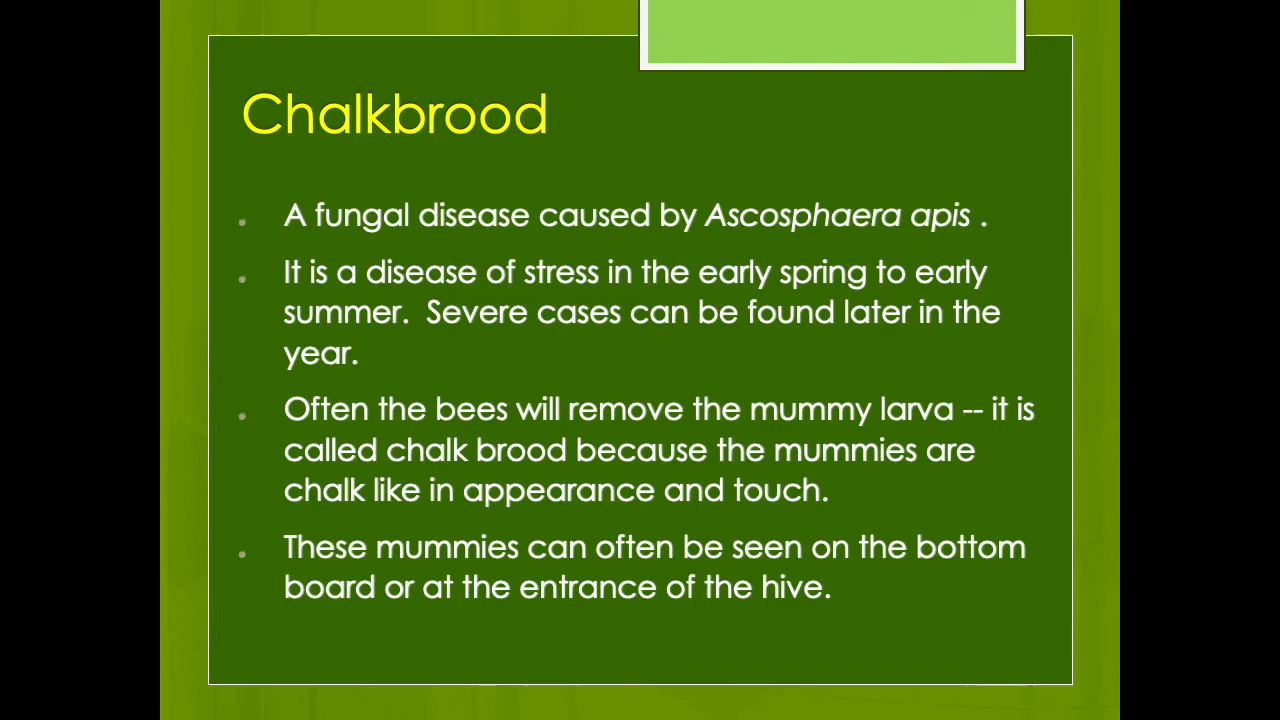 Chalkbrood
A fungal disease caused by Ascosphaera apis .
It is a disease of stress in the early spring to early
summer.  Severe cases can be found later in the
year.
Often the bees will remove the mummy larva -- it is
called chalk brood because the mummies are
chalk like in appearance and touch.
These mummies can often be seen on the bottom
board or at the entrance of the hive.